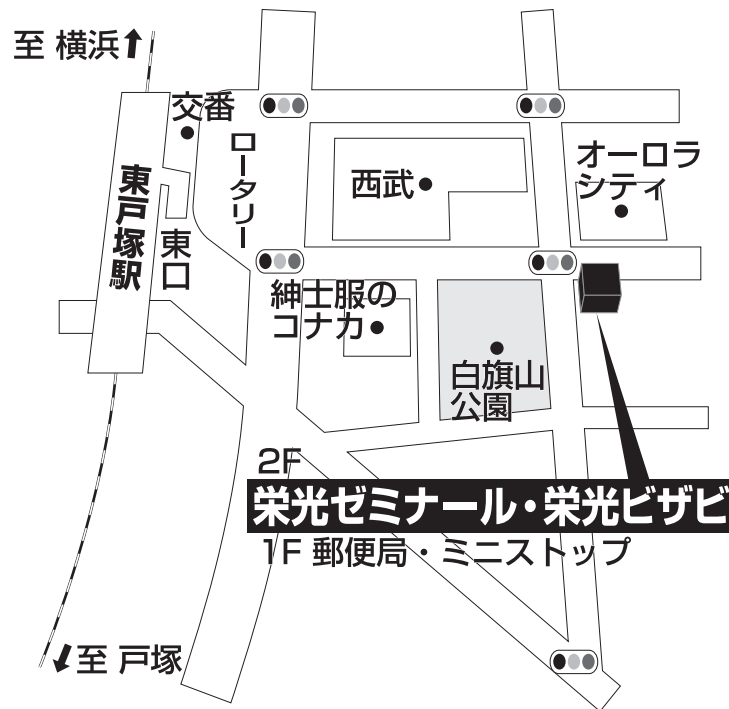 至 横浜
交番
ロータリー
西武
オーロラ
シティ
東戸塚駅
東口
紳士服の
コナカ
白旗山
公園
2F
栄光ゼミナール・栄光ビザビ
1F 郵便局・ミニストップ
至 戸塚